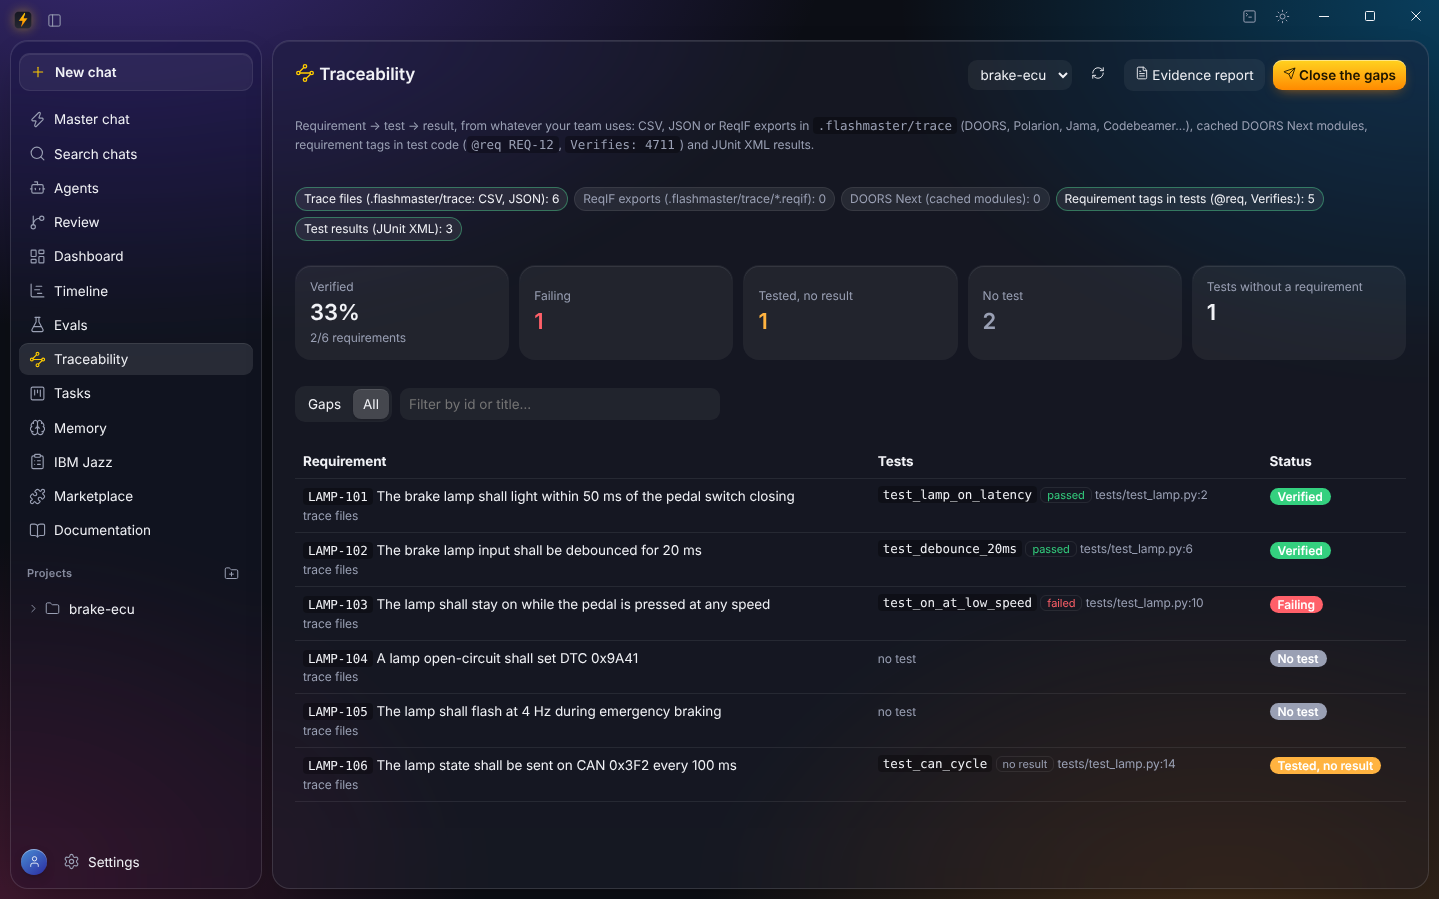 New chat
Master chat
Search chats
Agents
Review
Dashboard
Timeline
Evals
Traceability
Tasks
Memory
IBM Jazz
Marketplace
Documentation
Projects
brake-ecu
Settings
Traceability
brake-ecu
Evidence report
Close the gaps
Requirement → test → result, from whatever your team uses: CSV, JSON or ReqIF exports in .flashmaster/trace (DOORS, Polarion, Jama, Codebeamer...), cached DOORS Next modules,
requirement tags in test code ( @req REQ-12 , Verifies: 4711 ) and JUnit XML results.
Trace files (.flashmaster/trace: CSV, JSON): 6
ReqIF exports (.flashmaster/trace/*.reqif): 0
DOORS Next (cached modules): 0
Requirement tags in tests (@req, Verifies:): 5
Test results (JUnit XML): 3
Verified
33%
2/6 requirements
Failing
1
Tested, no result
1
No test
2
Tests without a requirement
1
Gaps
All
Filter by id or title...
Requirement Tests Status
LAMP-101 The brake lamp shall light within 50 ms of the pedal switch closing test_lamp_on_latency passed tests/test_lamp.py:2 Verified
trace files
LAMP-102 The brake lamp input shall be debounced for 20 ms test_debounce_20ms passed tests/test_lamp.py:6 Verified
trace files
LAMP-103 The lamp shall stay on while the pedal is pressed at any speed test_on_at_low_speed failed tests/test_lamp.py:10 Failing
trace files
LAMP-104 A lamp open-circuit shall set DTC 0x9A41 no test No test
trace files
LAMP-105 The lamp shall flash at 4 Hz during emergency braking no test No test
trace files
LAMP-106 The lamp state shall be sent on CAN 0x3F2 every 100 ms test_can_cycle no result tests/test_lamp.py:14 Tested, no result
trace files